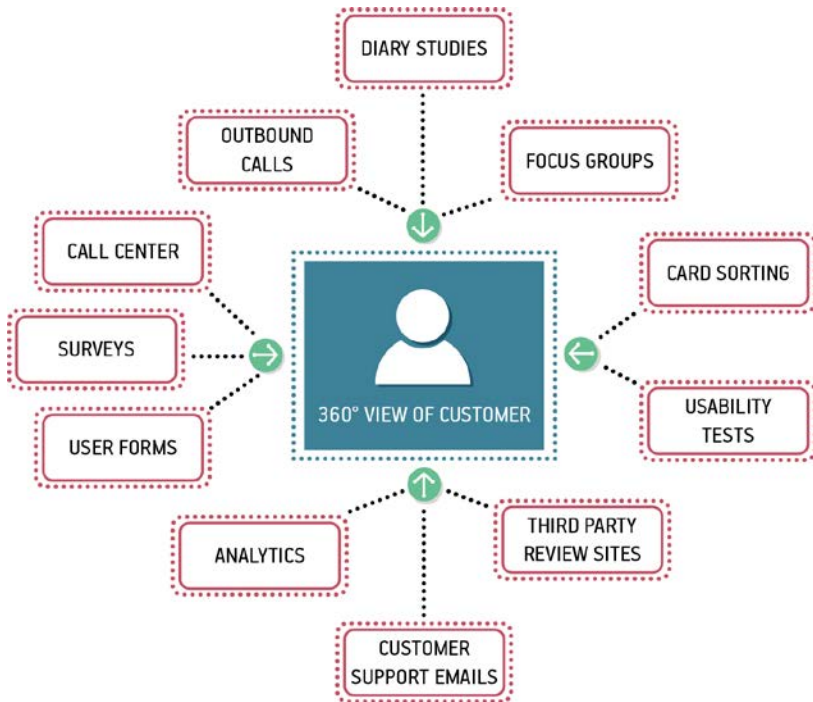 DIARY STUDIES
OUTBOUND
CALLS
FOCUS GROUPS
CALL CENTER
CARD SORTING
SURVEYS
360° VIEW OF CUSTOMER
USABILITY
TESTS
USER FORMS
ANALYTICS
THIRD PARTY
REVIEW SITES
CUSTOMER
SUPPORT EMAILS